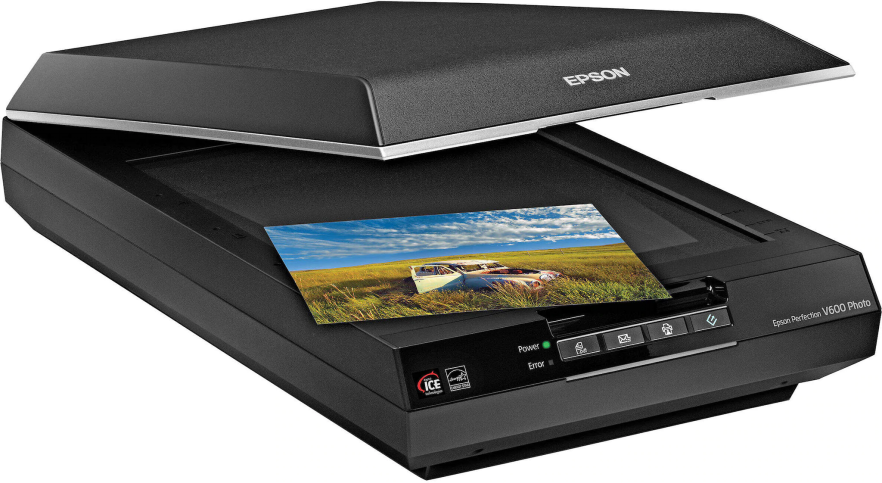 EPSON
Epson Perfection V600 Photo
Power
Error
ICE